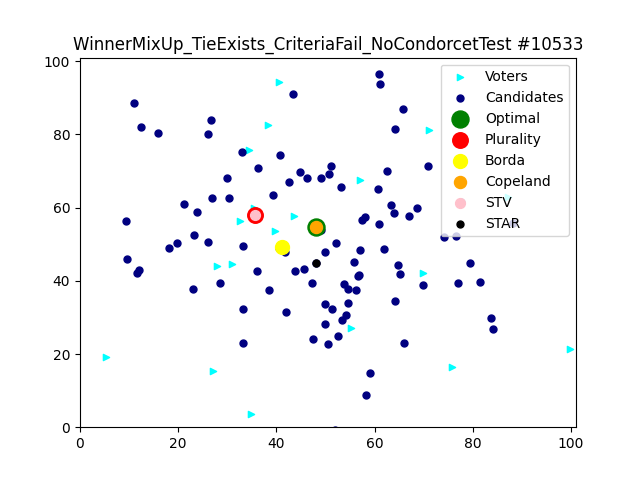 WinnerMixUp_TieExists_CriteriaFail_NoCondorcetTest #10533
100
80
60
40
20
0
0
20
40
60
80
100
Voters
Candidates
Optimal
Plurality
Borda
Copeland
STV
STAR